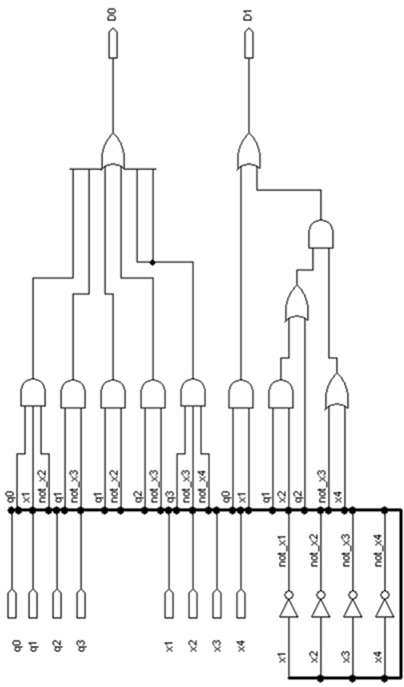 D0
D1
q0
x1
not_x2
q1
not_x3
q1
not_x2
q2
not_x3
q3
not_x3
not_x4
q0
x1
q1
x2
q2
not_x3
x4
q0
q1
q2
q3
x1
x2
x3
x4
not_x1
not_x2
not_x3
not_x4
x1
x2
x3
x4